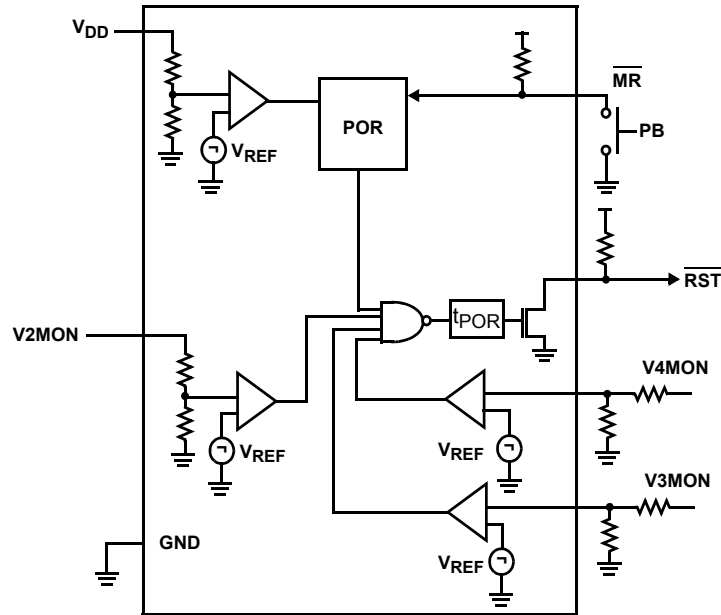 VDD
MR
POR
PB
VREF
RST
tPOR
V2MON
V4MON
VREF
VREF
V3MON
GND
VREF